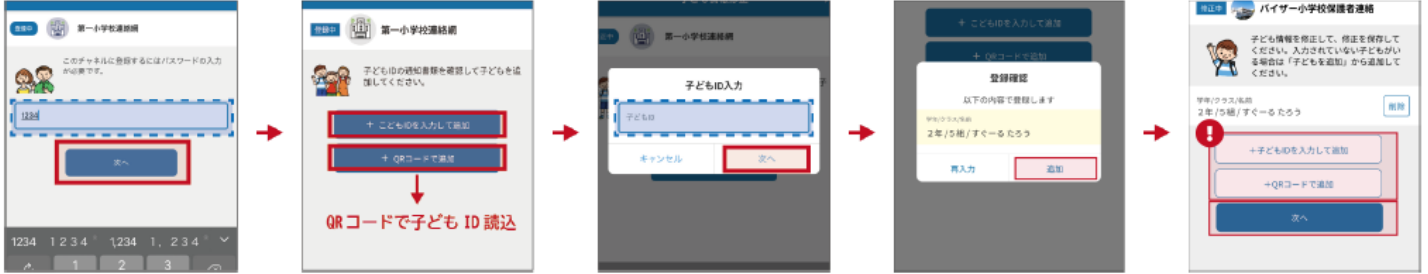 登録中
第一小学校連絡網
このチャネルに登録するにはパスワードの入力
が必要です。
1234
次へ
1234 1 2 3 4 1,234 1, 2 3 4
1 2 3
登録中
第一小学校連絡網
子どもIDの通知書類を確認して子どもを追
加してください。
+ こどもIDを入力して追加
+ QRコードで追加
QRコードで子ども ID 読込
第一小学校連絡網
子どもID入力
子どもID
キャンセル
次へ
+ こどもIDを入力して追加
+ QRコードで追加
登録確認
以下の内容で登録します
学年/クラス/名前
2年/5組/すぐーる たろう
再入力
追加
修正中
バイザー小学校保護者連絡
子ども情報を修正して、修正を保存して
ください。入力されていない子どもがい
る場合は「子どもを追加」から追加して
ください。
学年/クラス/名前
2年/5組/すぐーる たろう
削除
!
+子どもIDを入力して追加
+QRコードで追加
次へ